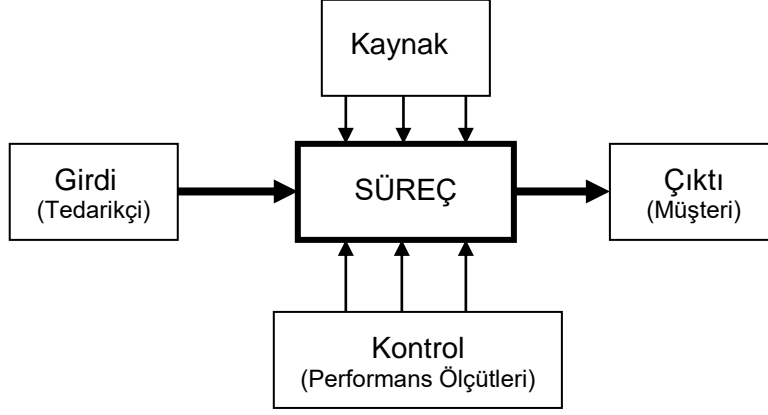 Kaynak
Girdi
(Tedarikçi)
SÜREÇ
Çıktı
(Müşteri)
Kontrol
(Performans Ölçütleri)